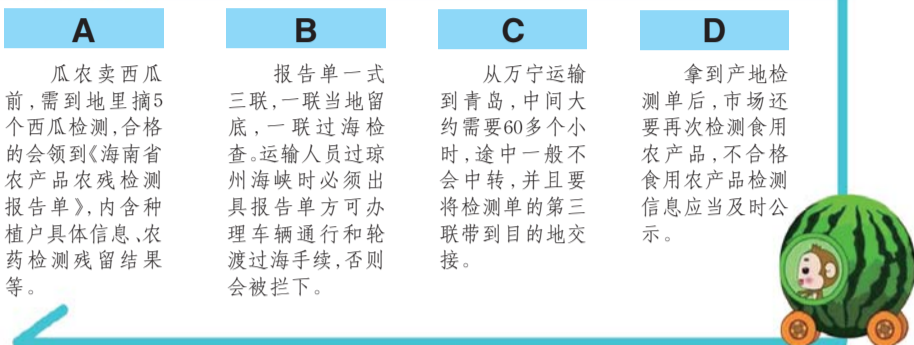 A
瓜农卖西瓜
前,需到地里摘5
个西瓜检测,合格
的会领到《海南省
农产品农残检测
报告单》,内含种
植户具体信息、农
药检测残留结果
等。
B
报告单一式
三联,一联当地留
底,一联过海检
查。运输人员过琼
州海峡时必须出
具报告单方可办
理车辆通行和轮
渡过海手续,否则
会被拦下。
C
从万宁运输
到青岛,中间大
约需要60多个小
时,途中一般不
会中转,并且要
将检测单的第三
联带到目的地交
接。
D
拿到产地检
测单后,市场还
要再次检测食用
农产品,不合格
食用农产品检测
信息应当及时公
示。